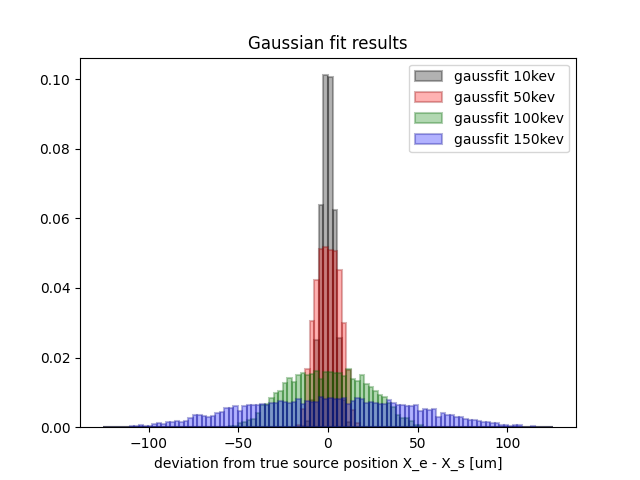 Gaussian fit results
gaussfit 10kev
gaussfit 50kev
gaussfit 100kev
gaussfit 150kev
0.10
0.08
0.06
0.04
0.02
0.00
−100
−50
0
50
100
deviation from true source position X_e - X_s [um]